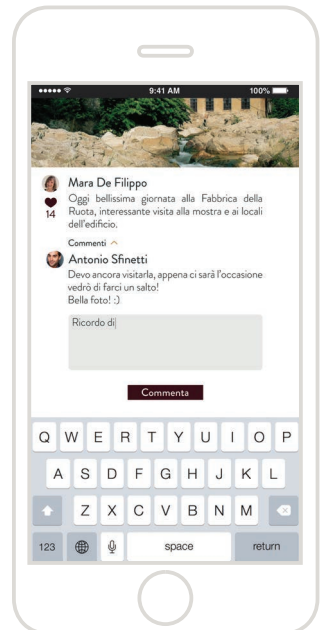 9:41 AM
100%
Mara De Filippo
Oggi bellissima giornata alla Fabbrica della
Ruota, interessante visita alla mostra e ai locali
dell'edificio.
14
Commenti
Antonio Sfinetti
Devo ancora visitarla, appena ci sarà l'occasione
vedrò di farci un salto!
Bella foto! :)
Ricordo di
Commenta
Q W E R T Y U I O P
A S D F G H J K L
Z X C V B N M
123 space return